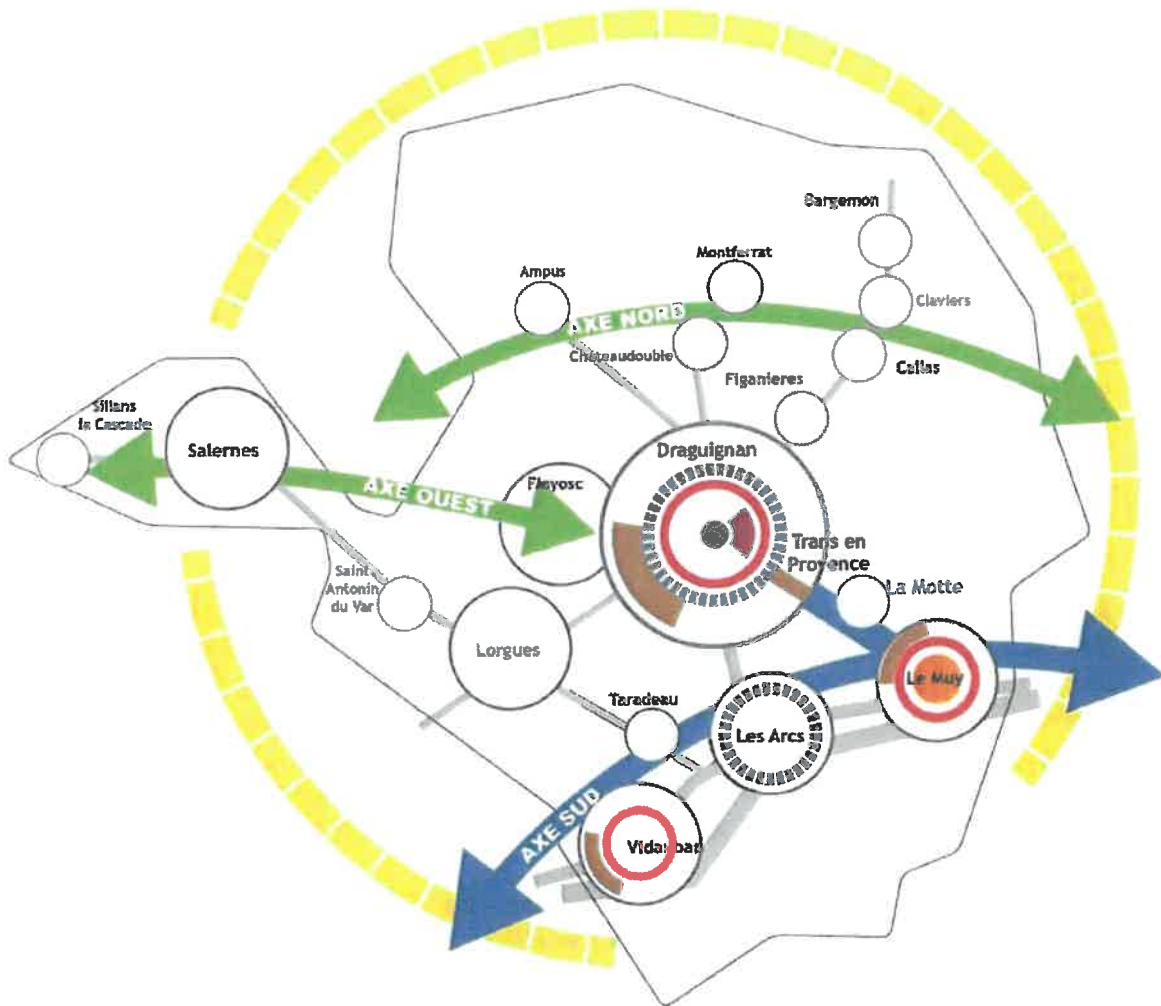 Bargemon
Montferrat
Ampus
Claviers
AXE NORD
Châteaudouble
Callas
Figanieres
Sillans
la Cascade
Salernes
Draguignan
AXE OUEST
Flayosc
Trans en
Provence
La Motte
Saint
Antonin
du Var
Lorgues
Le Muy
Taradeau
Les Arcs
AXE SUD
Vidauban